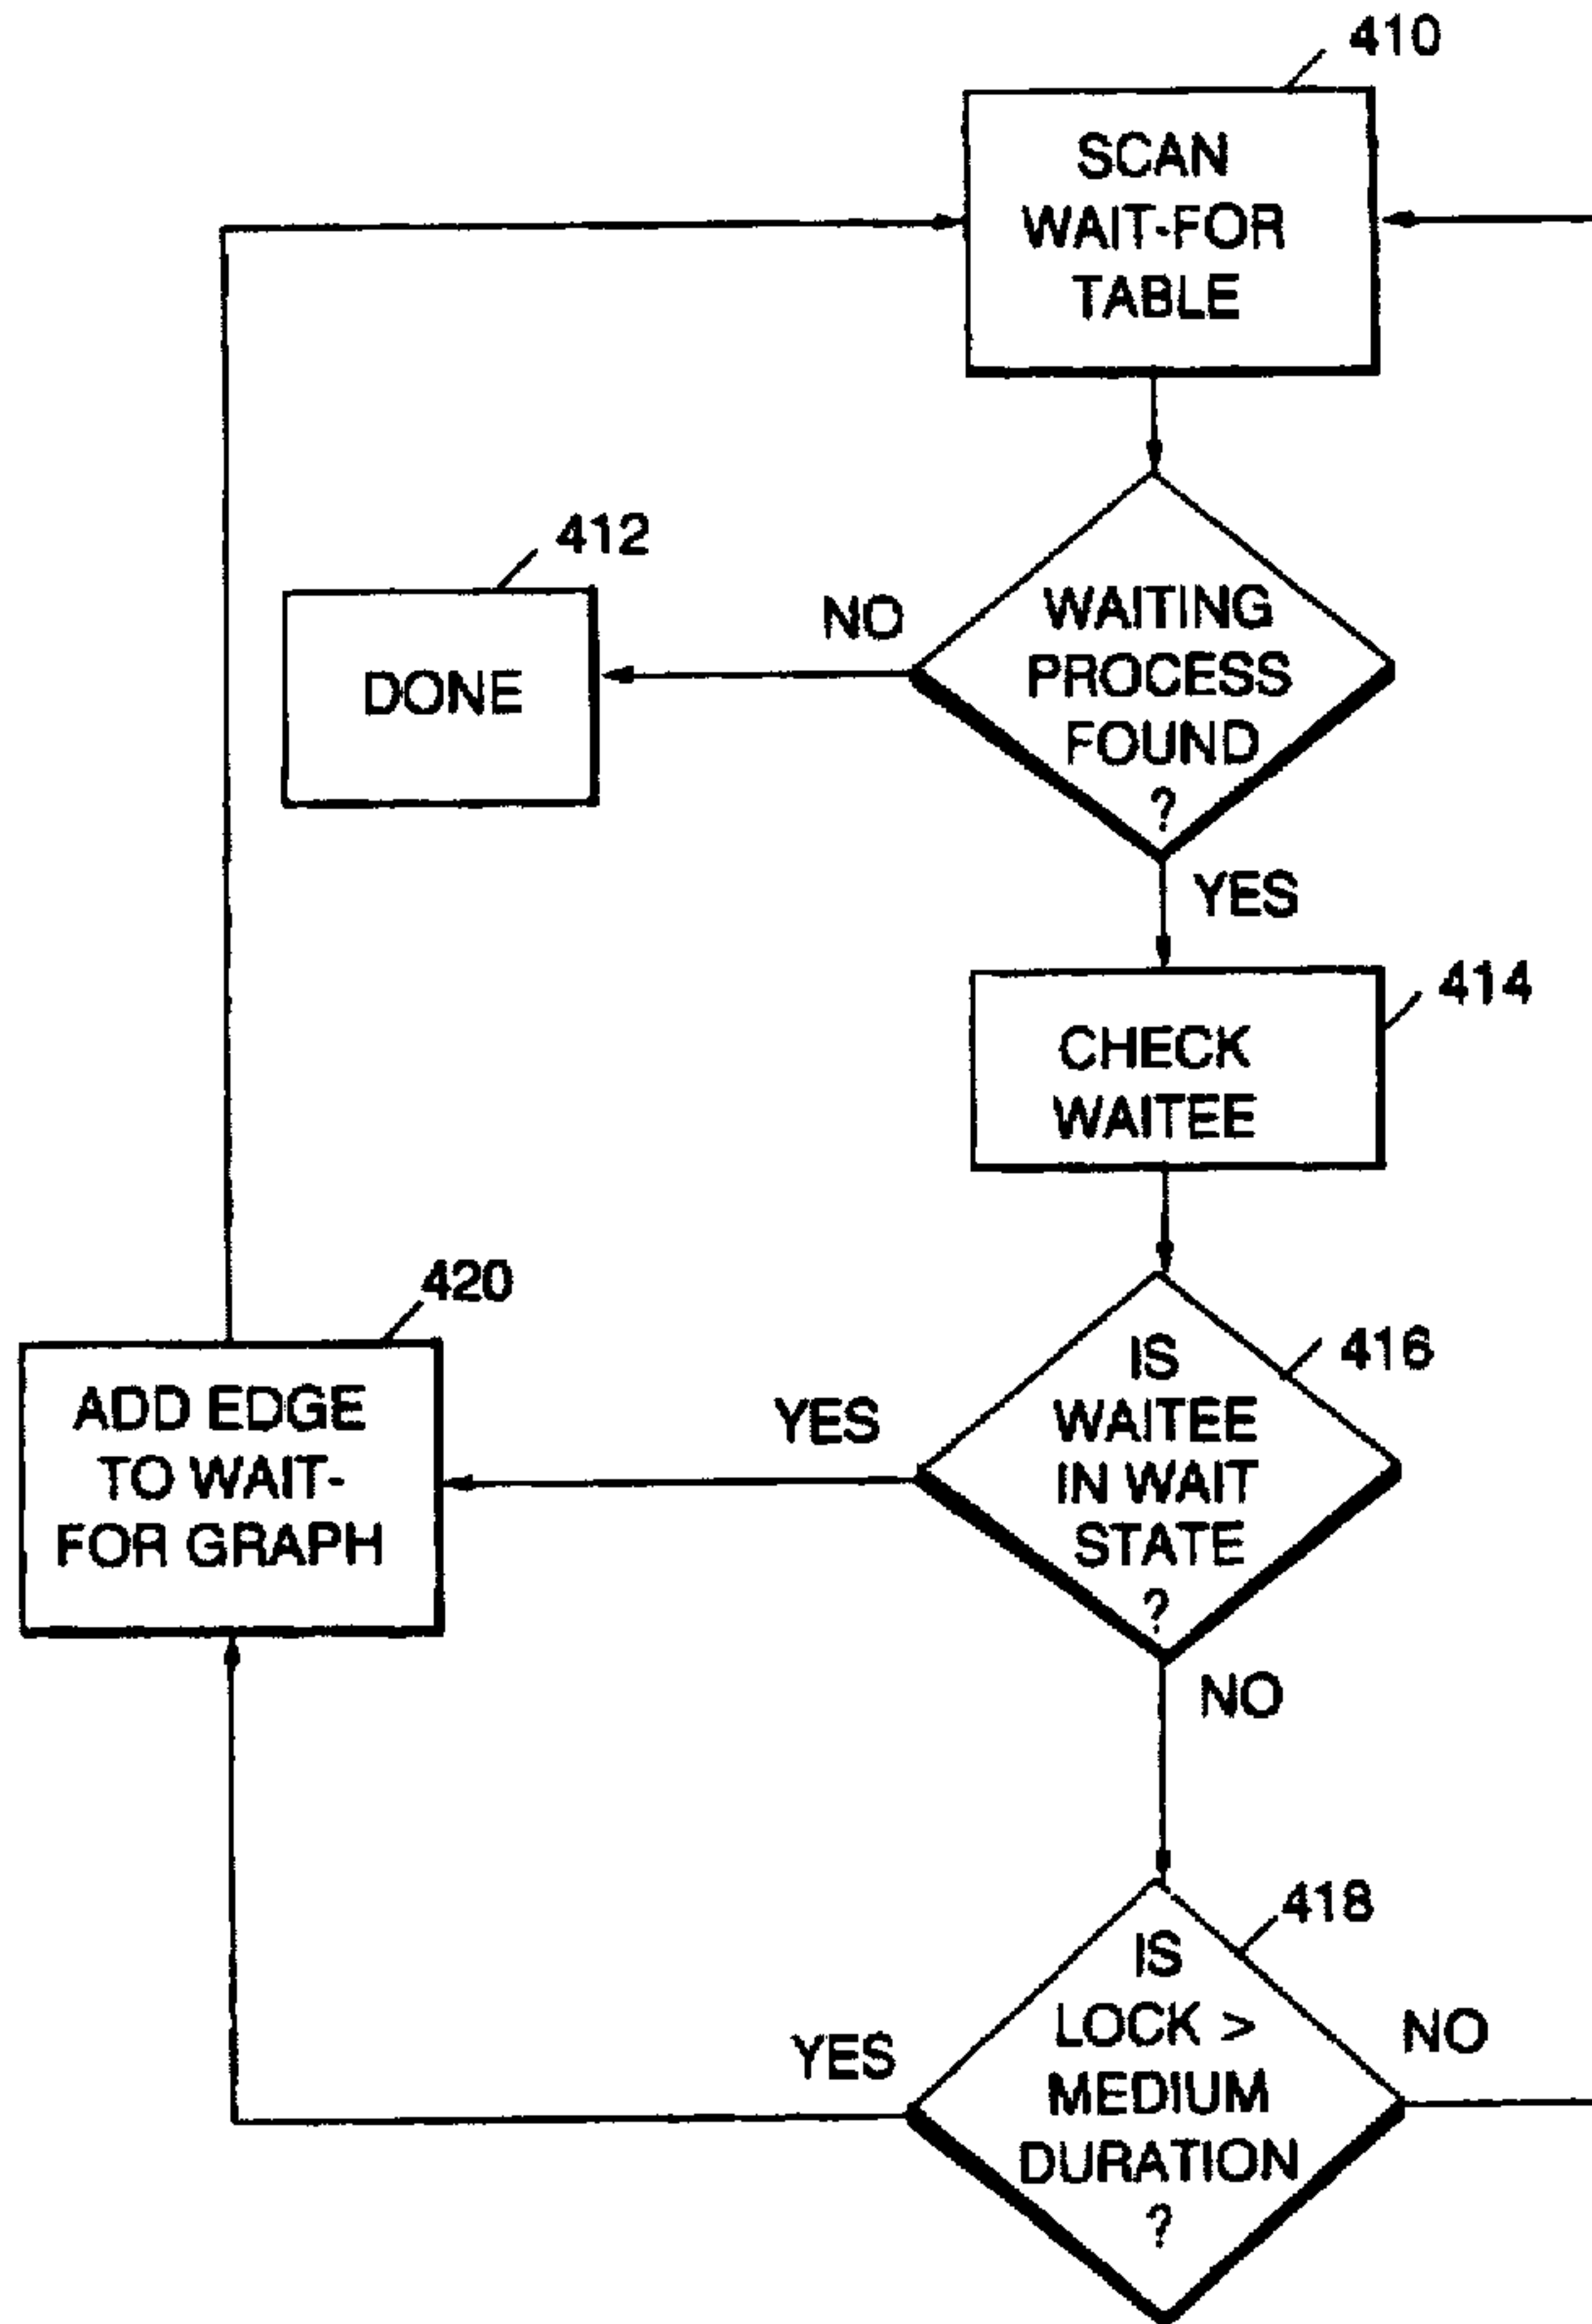 410
SCAN
WAIT-FOR
TABLE
412
DONE
NO
WAITING
PROCESS
FOUND
?
YES
414
CHECK
WAITEE
420
ADD EDGE
TO WAIT-
FOR GRAPH
YES
416
IS
WAITEE
IN WAIT
STATE
?
NO
418
IS
LOCK >
MEDIUM
DURATION
?
YES
NO